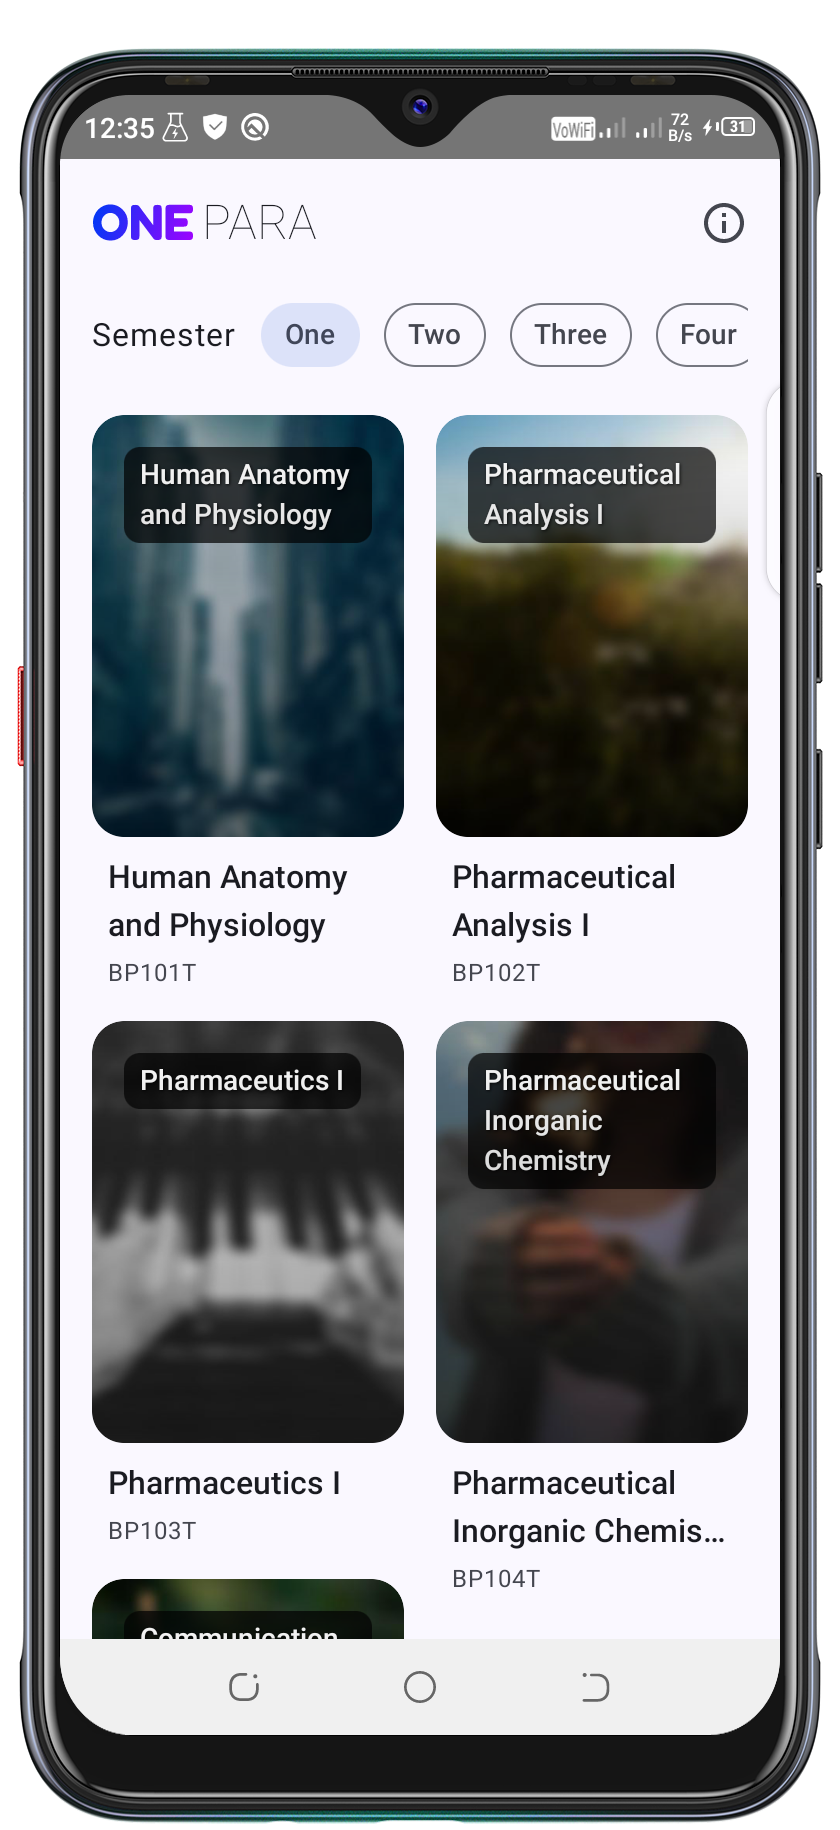 12:35
VoWiFi
72
B/s
31
ONE PARA
Semester One Two Three Four
Human Anatomy
and Physiology
Pharmaceutical
Analysis I
Human Anatomy
and Physiology
BP101T
Pharmaceutical
Analysis I
BP102T
Pharmaceutics I
Pharmaceutical
Inorganic
Chemistry
Pharmaceutics I
BP103T
Pharmaceutical
Inorganic Chemis...
BP104T
Communication